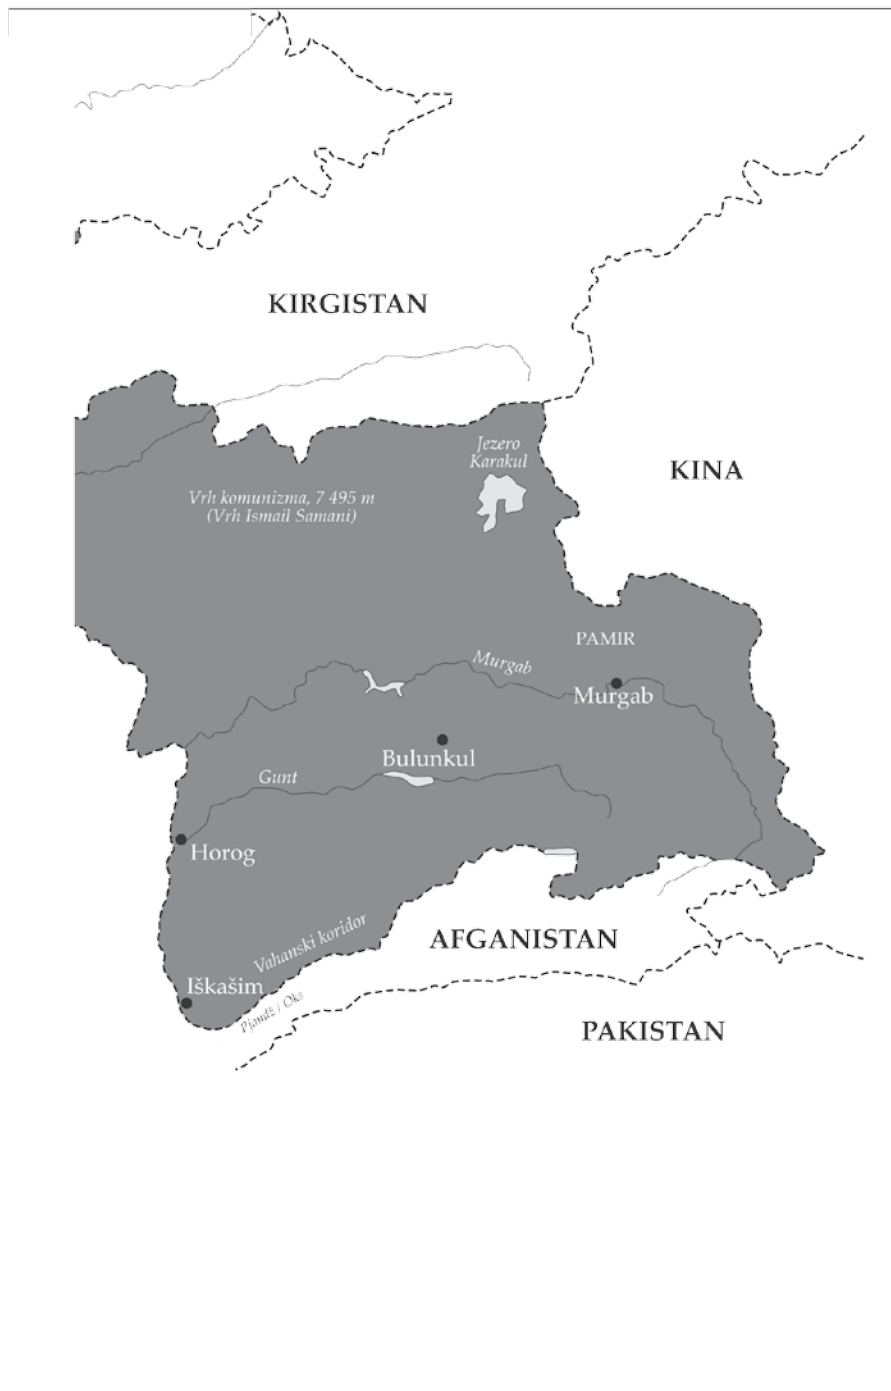 KIRGISTAN
Jezero
Karakul
KINA
Vrh komunizma, 7 495 m
(Vrh Ismail Samani)
PAMIR
Murgab
Murgab
Bulunkul
Gunt
Horog
Vahanski koridor
AFGANISTAN
Iškašim
Pjandž / Oks
PAKISTAN